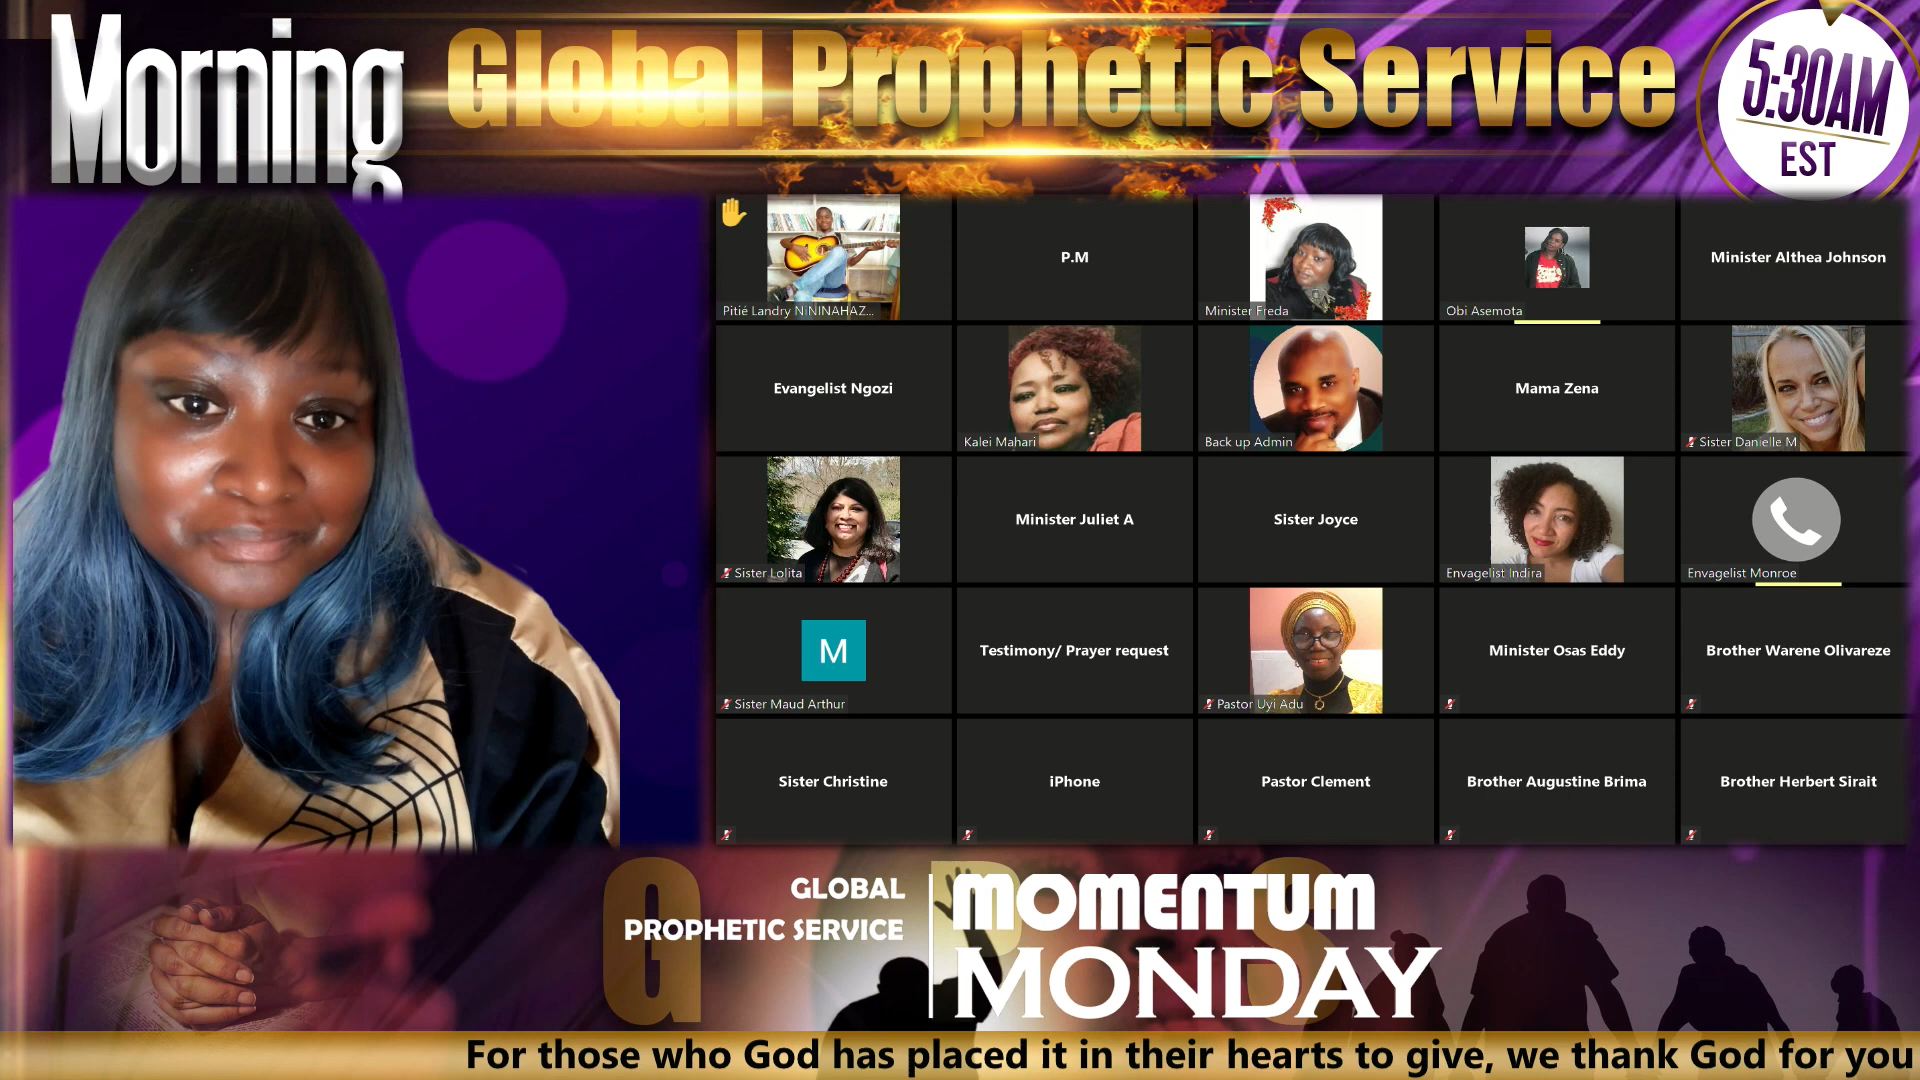 Morning
Global Prophetic Service
5:30AM
EST
Pitié Landry NININAHAZ...
P.M
Minister Freda
Obi Asemota
Minister Althea Johnson
Evangelist Ngozi
Kalei Mahari
Back up Admin
Mama Zena
Sister Danielle M
Sister Lolita
Minister Juliet A
Sister Joyce
Envagelist Indira
Envagelist Monroe
M
Sister Maud Arthur
Testimony/ Prayer request
Pastor Uyi Adu
Minister Osas Eddy
Brother Warene Olivareze
Sister Christine
iPhone
Pastor Clement
Brother Augustine Brima
Brother Herbert Sirait
GPS
GLOBAL
PROPHETIC SERVICE
MOMENTUM
MONDAY
For those who God has placed it in their hearts to give, we thank God for you